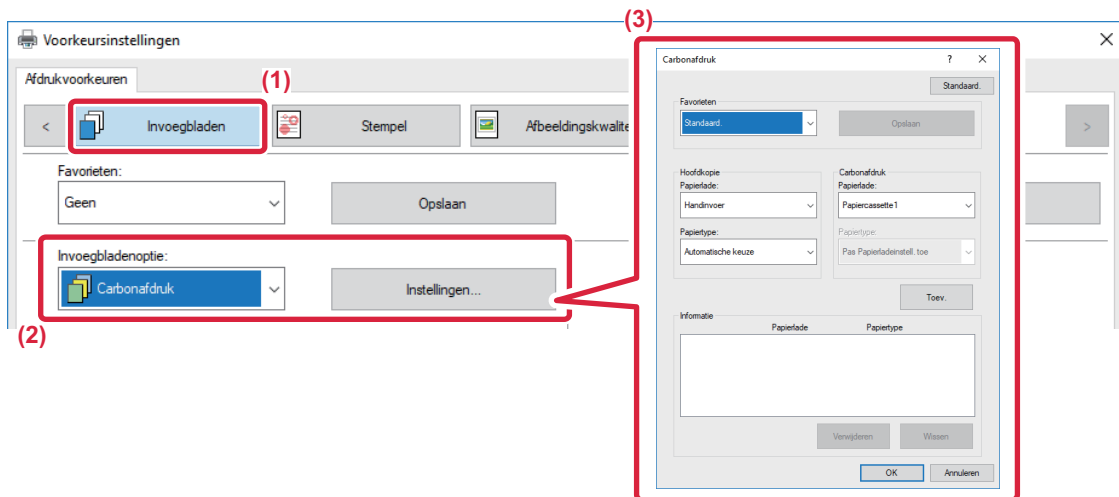 (3)
Voorkeursinstellingen
Afdrukvoorkeuren
(1)
< Invoegbladen Stempel Afbeeldingskwalite >
Favorieten:
Geen Opslaan
Invoegbladenoptie:
Carbonafdruk Instellingen...
(2)
Carbonafdruk ?
Standaard.
Favorieten
Standaard. Opslaan
Hoofdkopie Carbonafdruk
Papierlade: Papierlade:
Handinvoer Papiercassette1
Papiertype: Papiertype:
Automatische keuze Pas Papierladeinstell. toe
Toev.
Informatie
Papierlade Papiertype
Verwijderen Wissen
OK Annuleren